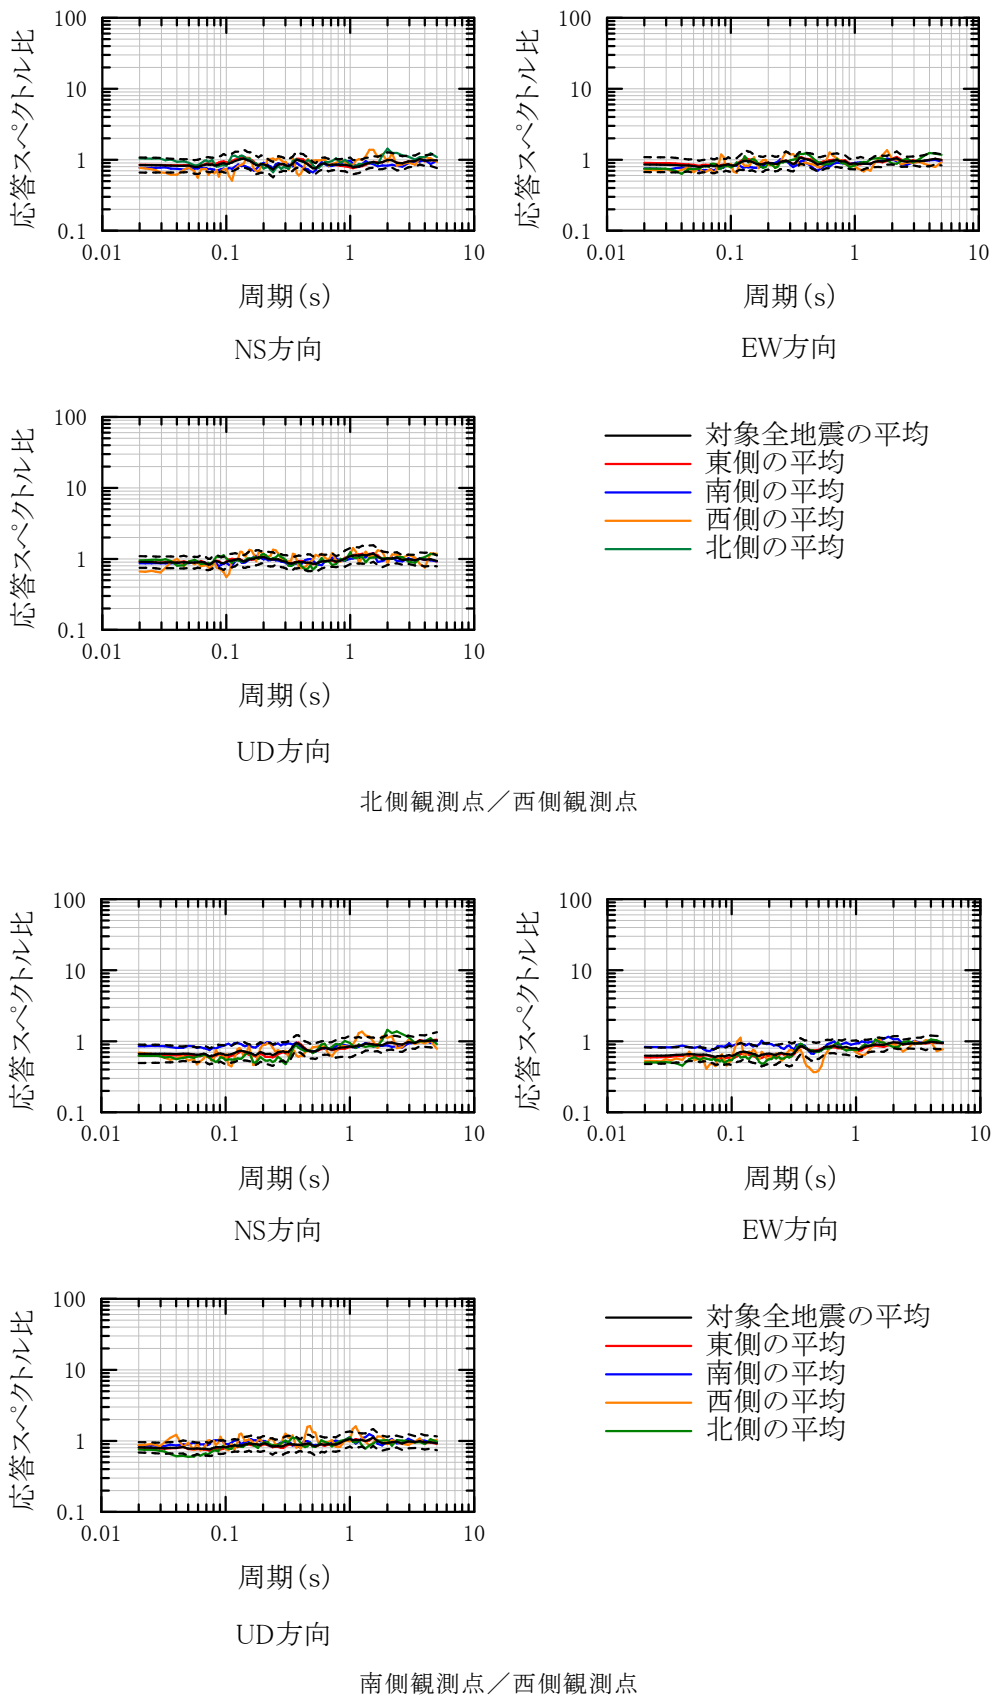 100
10
1
0.1
0.01
0.1
1
10
応答スペクトル比
周期(s)
NS方向
100
10
1
0.1
0.01
0.1
1
10
応答スペクトル比
周期(s)
EW方向
100
10
1
0.1
0.01
0.1
1
10
応答スペクトル比
周期(s)
UD方向
対象全地震の平均
東側の平均
南側の平均
西側の平均
北側の平均
北側観測点／西側観測点
100
10
1
0.1
0.01
0.1
1
10
応答スペクトル比
周期(s)
NS方向
100
10
1
0.1
0.01
0.1
1
10
応答スペクトル比
周期(s)
EW方向
100
10
1
0.1
0.01
0.1
1
10
応答スペクトル比
周期(s)
UD方向
対象全地震の平均
東側の平均
南側の平均
西側の平均
北側の平均
南側観測点／西側観測点